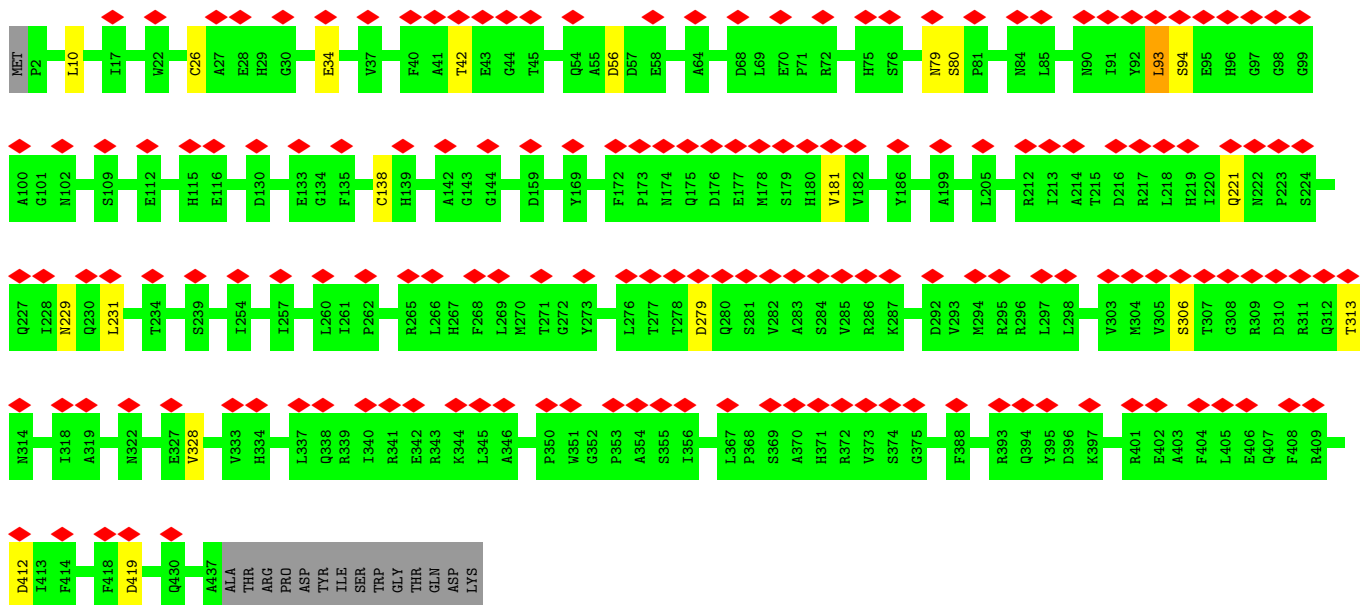 MET P2 L10 I17 W22 C26 A27 E28 H29 G30 E34 V37 F40 A41 T42 E43 G44 T45 Q54 A55 D56 D57 E58 A64 D68 L69 E70 P71 R72 H75 S76 N79 S80 P81 N84 L85 N90 I91 Y92 L93 S94 E95 H96 G97 G98 G99
A100 G101 N102 S109 E112 H115 E116 D130 E133 G134 F135 C138 H139 A142 G143 G144 D159 Y169 F172 P173 N174 Q175 D176 E177 M178 S179 H180 V181 V182 Y186 A199 L205 R212 I213 A214 T215 D216 R217 L218 H219 I220 Q221 N222 P223 S224
Q227 I228 N229 Q230 L231 T234 S239 I254 I257 L260 I261 P262 R265 L266 H267 F268 L269 M270 T271 G272 Y273 L276 T277 T278 D279 Q280 S281 V282 A283 S284 V285 R286 K287 D292 V293 M294 R295 R296 L297 L298 V303 M304 V305 S306 T307 G308 R309 D310 R311 Q312 T313
N314 I318 A319 N322 E327 V328 V333 H334 L337 Q338 R339 I340 R341 E342 R343 K344 L345 A346 P350 W351 G352 P353 A354 S355 I356 L367 P368 S369 A370 H371 R372 V373 S374 G375 F388 R393 Q394 Y395 D396 K397 R401 E402 A403 F404 L405 E406 Q407 F408 R409
D412 I413 F414 F418 D419 Q430 A437 ALA THR ARG PRO ASP TYR ILE SER TRP GLY THR GLN ASP LYS